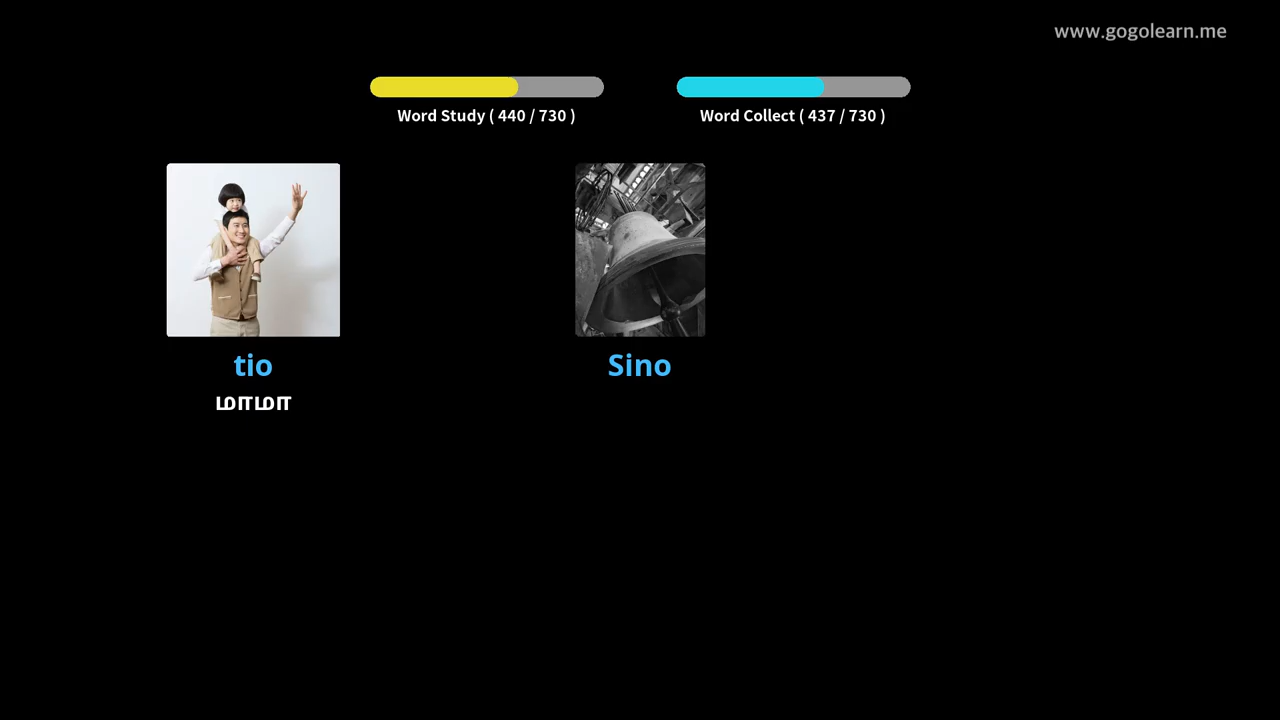 www.gogolearn.me
Word Study ( 440 / 730 )
Word Collect ( 437 / 730 )
tio
மாமா
Sino